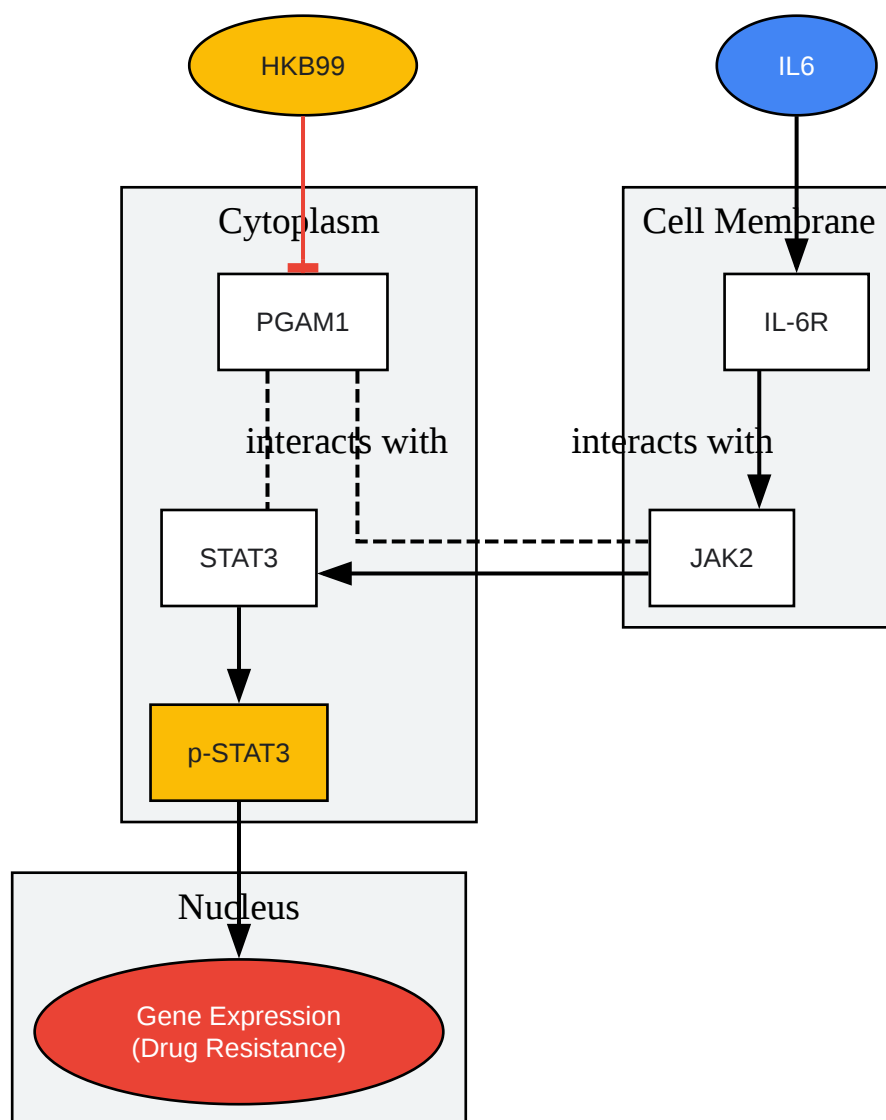 HKB99
IL6
Cytoplasm
Cell Membrane
PGAM1
IL-6R
interacts with
interacts with
STAT3
JAK2
p-STAT3
Nucleus
Gene Expression
(Drug Resistance)